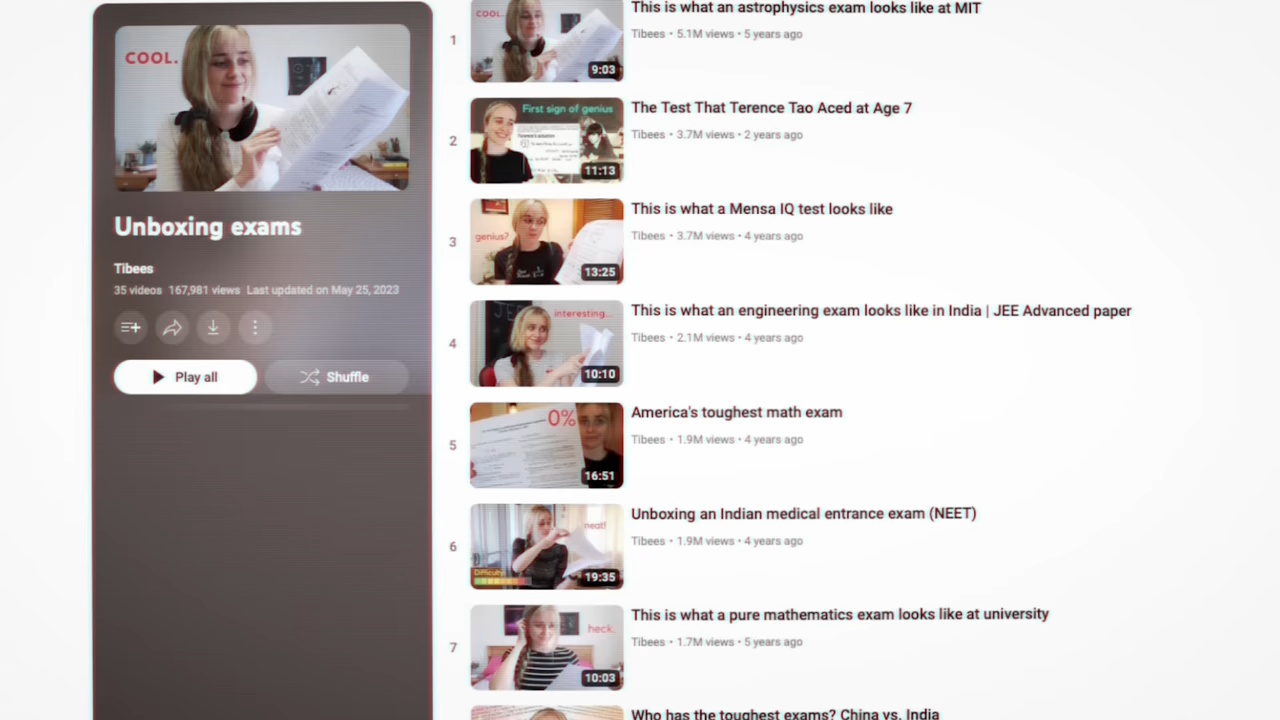 COOL.
Unboxing exams
Tibees
35 videos 167,981 views Last updated on May 25, 2023
Play all
Shuffle
1
COOL.
9:03
This is what an astrophysics exam looks like at MIT
Tibees • 5.1M views • 5 years ago
2
First sign of genius
11:13
The Test That Terence Tao Aced at Age 7
Tibees • 3.7M views • 2 years ago
3
genius?
13:25
This is what a Mensa IQ test looks like
Tibees • 3.7M views • 4 years ago
4
JEE
interesting...
10:10
This is what an engineering exam looks like in India | JEE Advanced paper
Tibees • 2.1M views • 4 years ago
5
0%
16:51
America's toughest math exam
Tibees • 1.9M views • 4 years ago
6
neat!
Difficulty
19:35
Unboxing an Indian medical entrance exam (NEET)
Tibees • 1.9M views • 4 years ago
7
heck.
10:03
This is what a pure mathematics exam looks like at university
Tibees • 1.7M views • 5 years ago
Who has the toughest exams? China vs. India